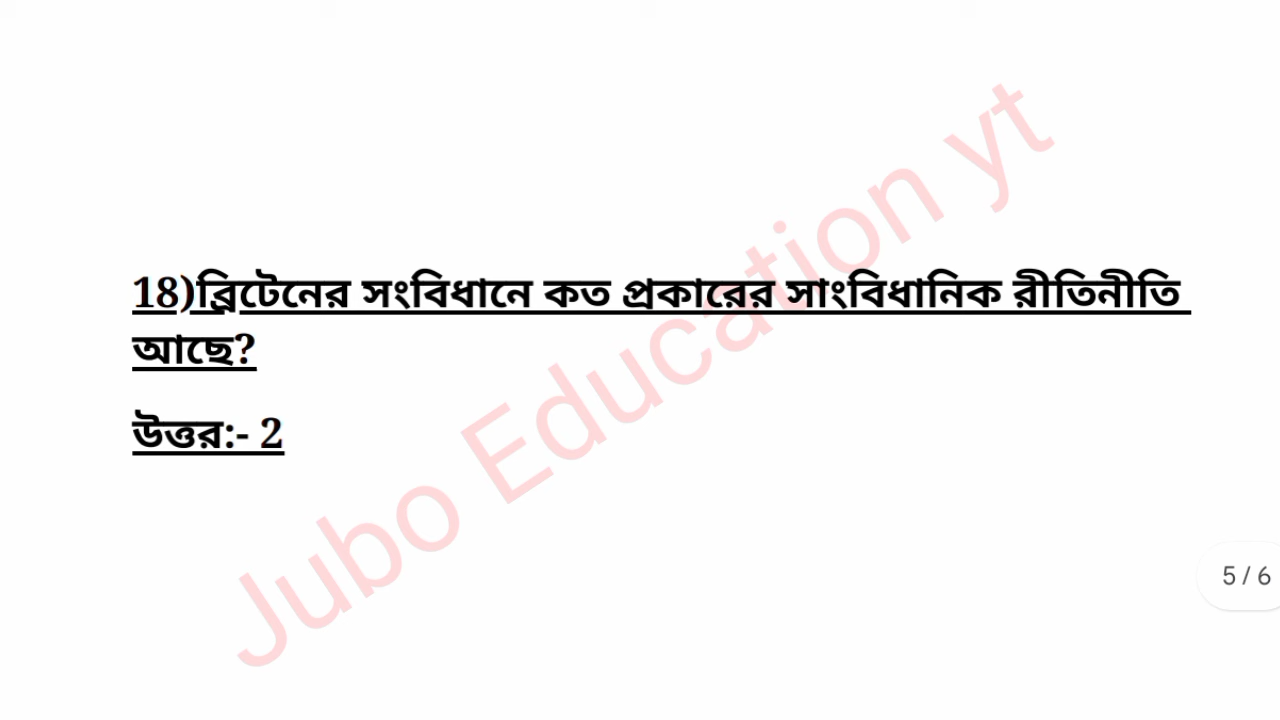 18)ব্রিটেনের সংবিধানে কত প্রকারের সাংবিধানিক রীতিনীতি
আছে?
উত্তর:- 2
Jubo Education yt
5 / 6